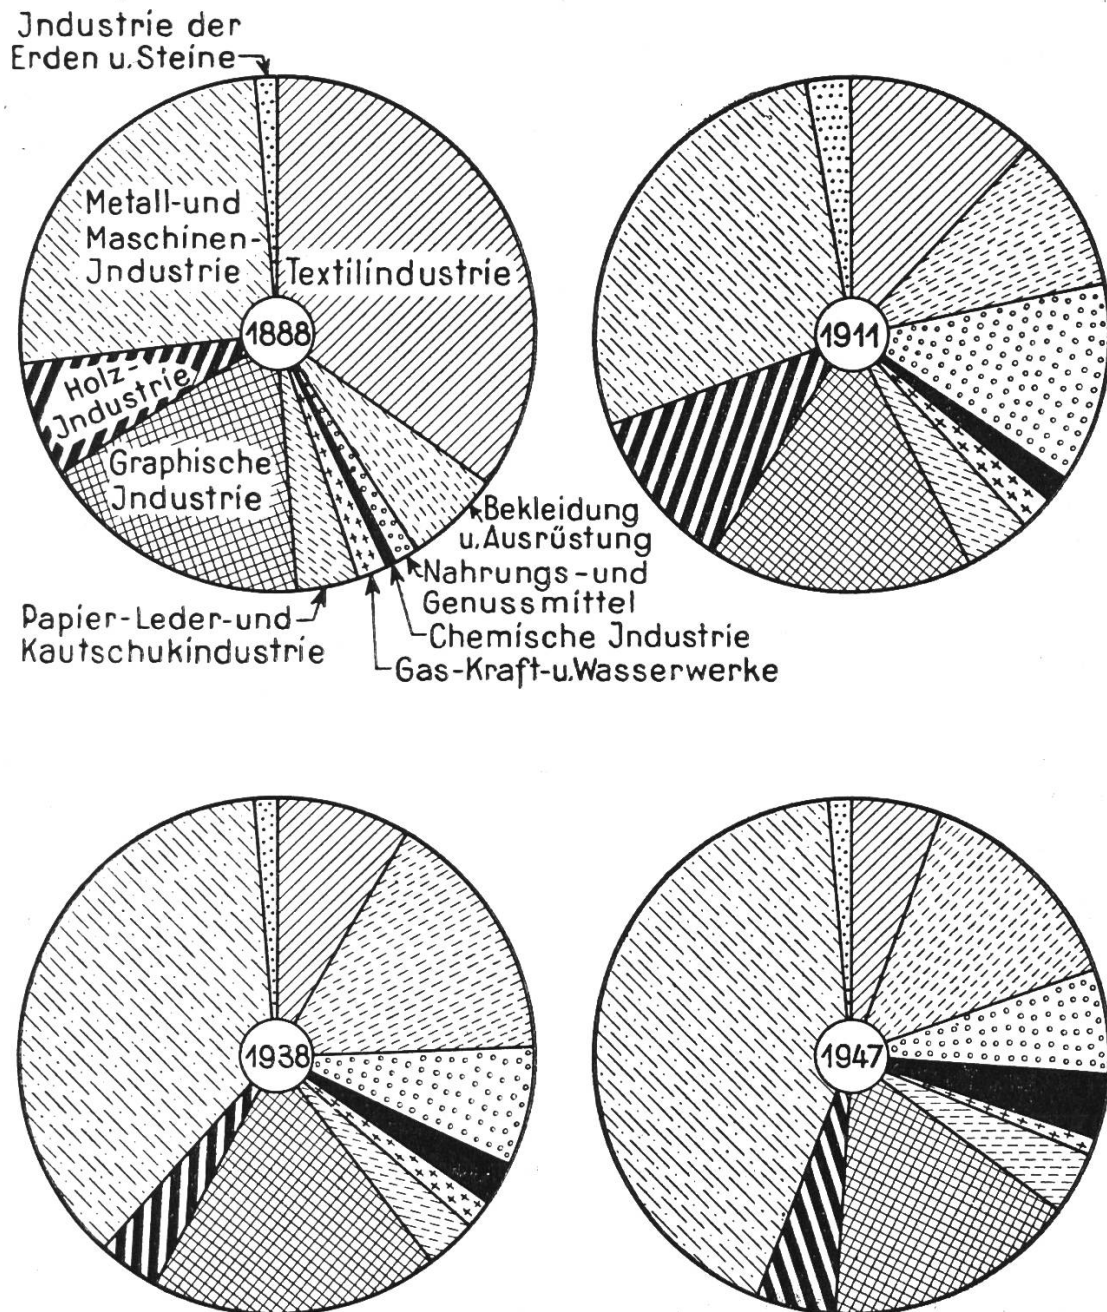 Jndustrie der
Erden u. Steine
Metall-und
Maschinen-
Jndustrie
Textilindustrie
1888
Holz-
Jndustrie
Graphische
Jndustrie
Bekleidung
u. Ausrüstung
Nahrungs-und
Genussmittel
Chemische Jndustrie
Gas-Kraft-u. Wasserwerke
Papier-Leder-und
Kautschukindustrie
1911
1938
1947